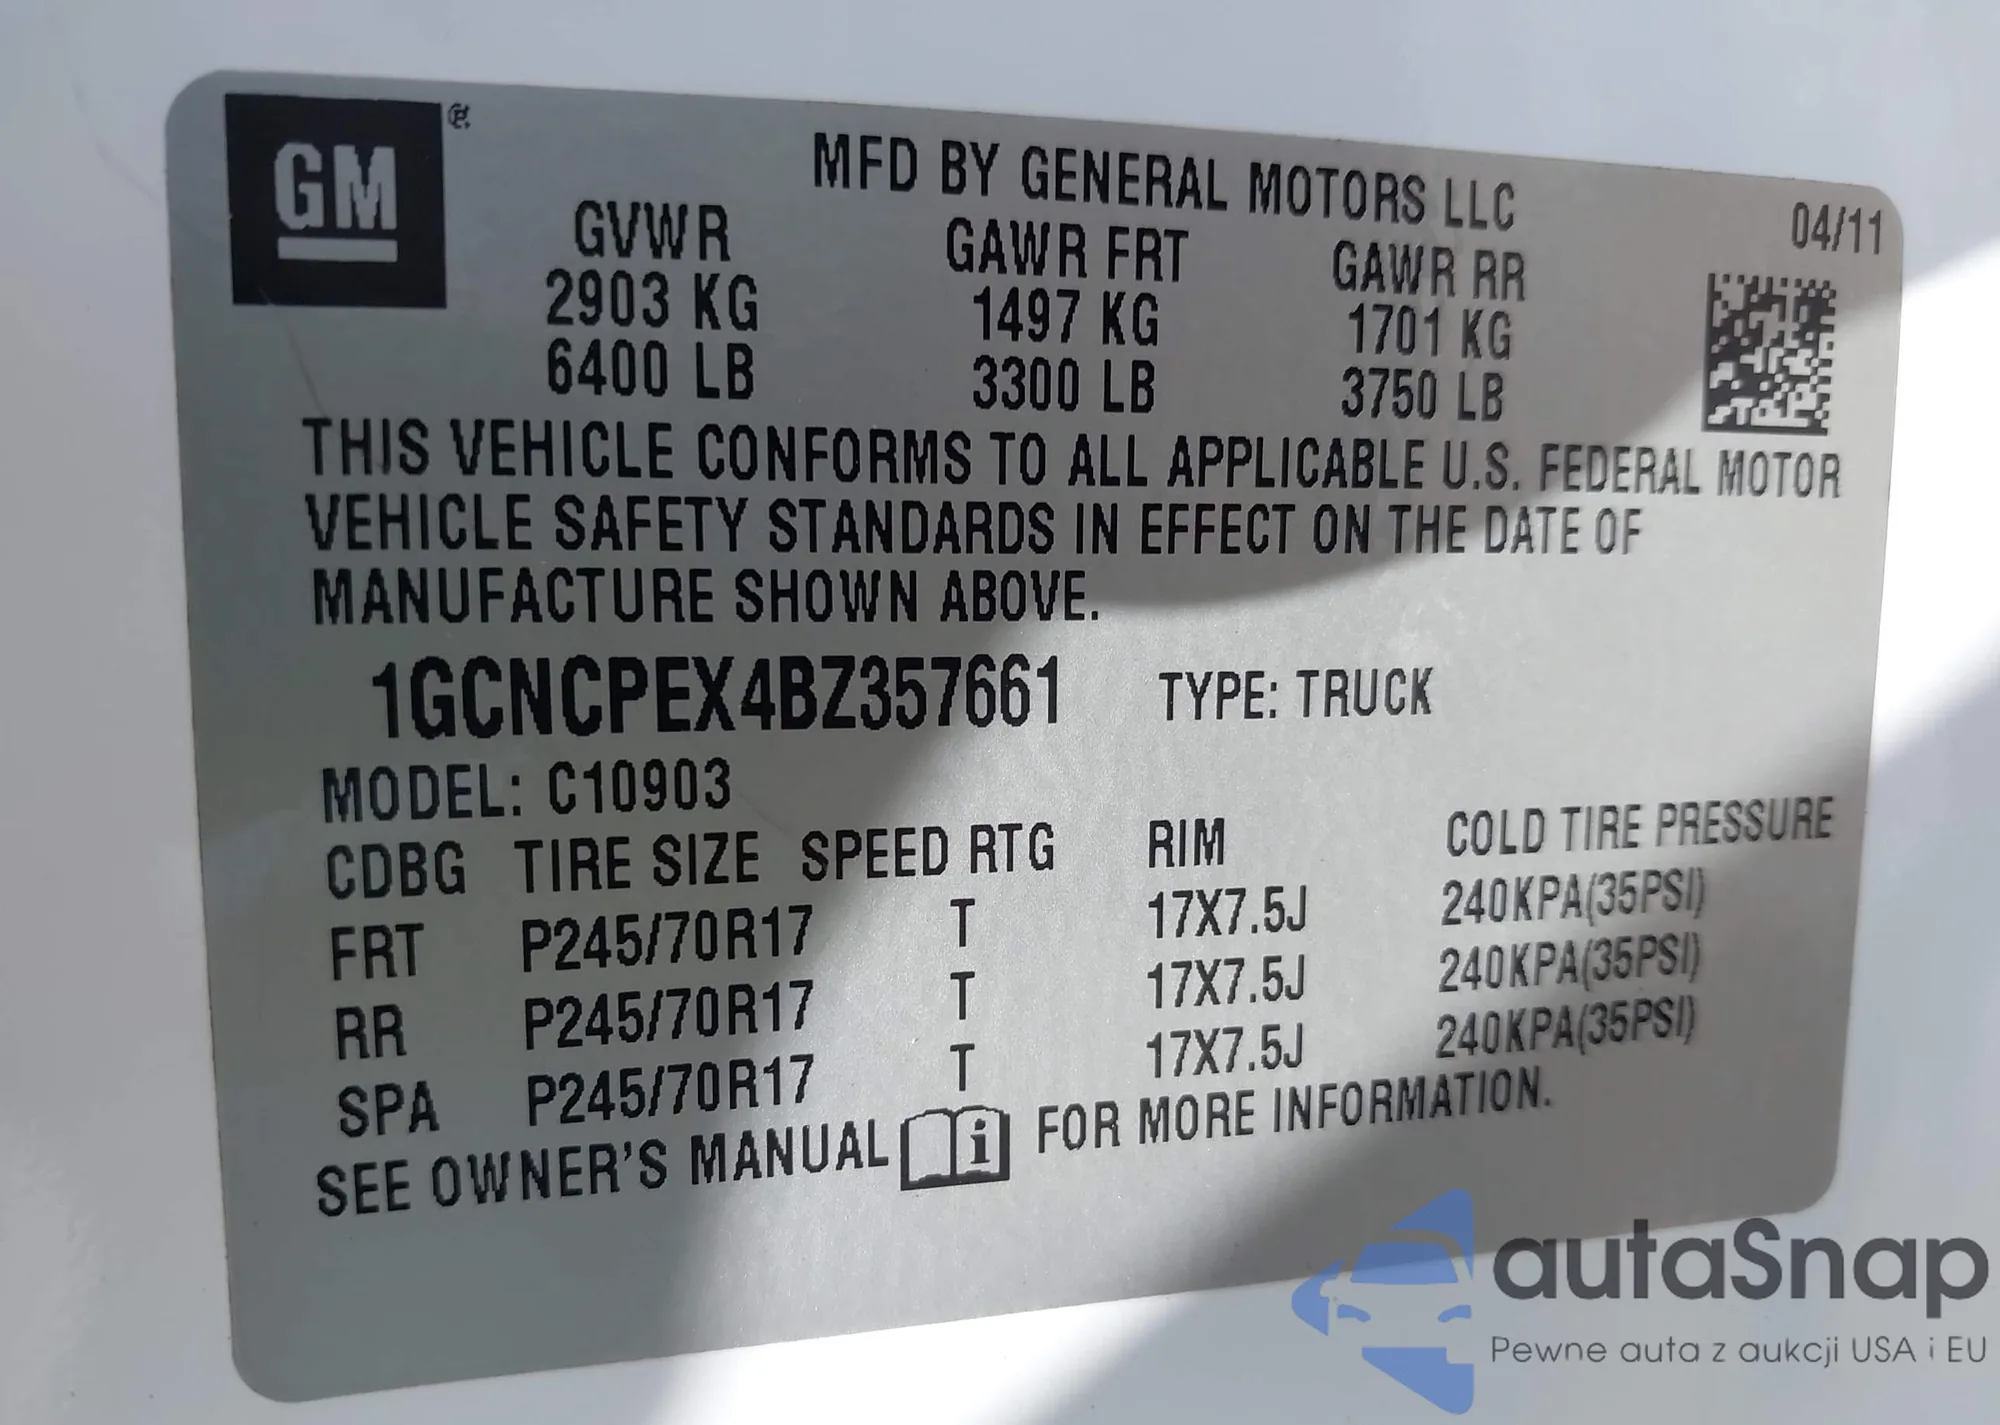 GM
MFD BY GENERAL MOTORS LLC
04/11
GVWR GAWR FRT GAWR RR
2903 KG 1497 KG 1701 KG
6400 LB 3300 LB 3750 LB
THIS VEHICLE CONFORMS TO ALL APPLICABLE U.S. FEDERAL MOTOR
VEHICLE SAFETY STANDARDS IN EFFECT ON THE DATE OF
MANUFACTURE SHOWN ABOVE.
1GCNCPEX4BZ357661 TYPE: TRUCK
MODEL: C10903
CDBG TIRE SIZE SPEED RTG RIM COLD TIRE PRESSURE
FRT P245/70R17 T 17X7.5J 240KPA(35PSI)
RR P245/70R17 T 17X7.5J 240KPA(35PSI)
SPA P245/70R17 T 17X7.5J 240KPA(35PSI)
SEE OWNER'S MANUAL i FOR MORE INFORMATION.
autaSnap
Pewne auta z aukcji USA i EU